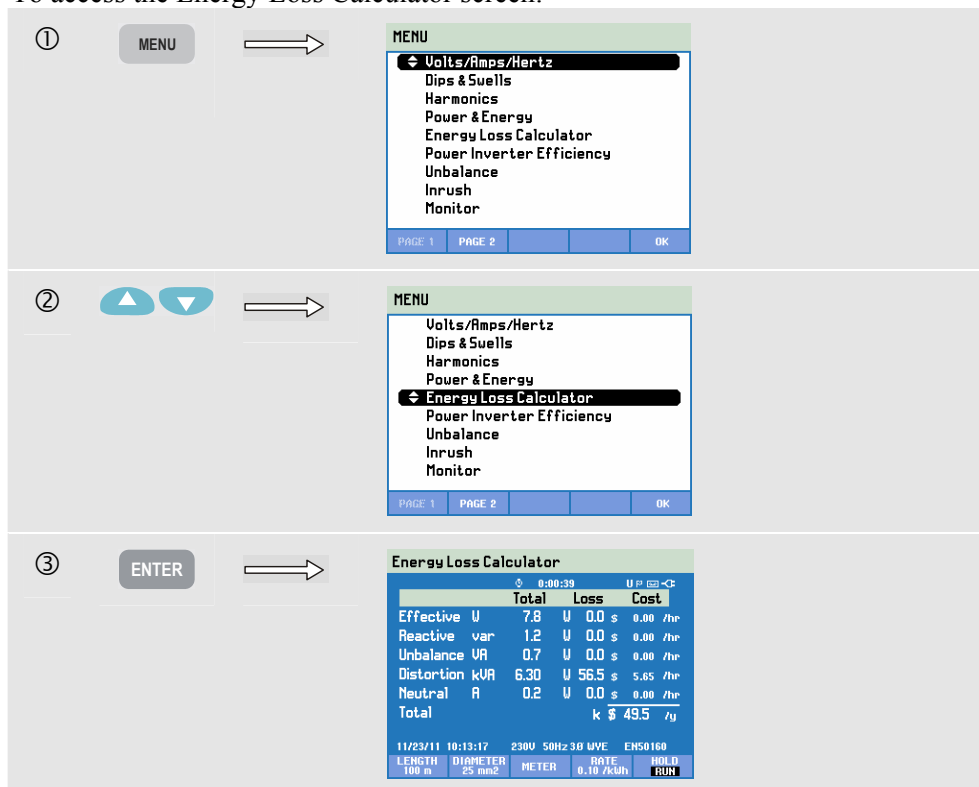 To access the Energy Loss Calculator screen:
① MENU
MENU
Volts/Amps/Hertz
Dips & Swells
Harmonics
Power & Energy
Energy Loss Calculator
Power Inverter Efficiency
Unbalance
Inrush
Monitor
PAGE 1 PAGE 2 OK
②
MENU
Volts/Amps/Hertz
Dips & Swells
Harmonics
Power & Energy
Energy Loss Calculator
Power Inverter Efficiency
Unbalance
Inrush
Monitor
PAGE 1 PAGE 2 OK
③ ENTER
Energy Loss Calculator
0:00:39 U P
Total Loss Cost
Effective W 7.8 W 0.0 $ 0.00 /hr
Reactive var 1.2 W 0.0 $ 0.00 /hr
Unbalance VA 0.7 W 0.0 $ 0.00 /hr
Distortion kVA 6.30 W 56.5 $ 5.65 /hr
Neutral A 0.2 W 0.0 $ 0.00 /hr
Total k $ 49.5 /y
11/23/11 10:13:17 230V 50Hz 3Ø WYE EN50160
LENGTH DIAMETER METER RATE HOLD
100 m 25 mm2 0.10 /kWh RUN